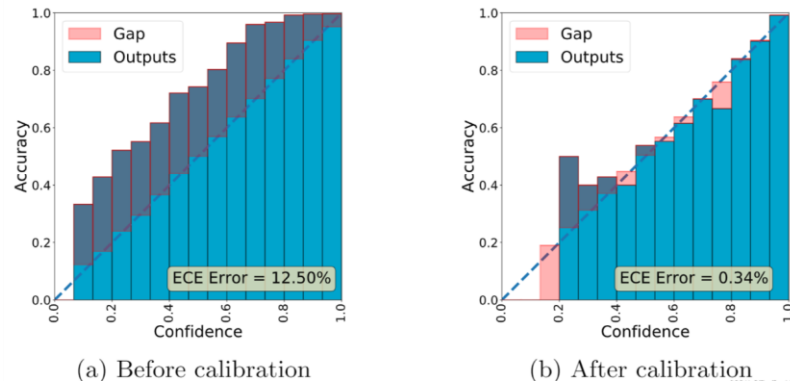 Gap
Outputs
Accuracy
1.0
0.8
0.6
0.4
0.2
0.0
ECE Error = 12.50%
0.0
0.2
0.4
0.6
0.8
1.0
Confidence
(a) Before calibration
Gap
Outputs
Accuracy
1.0
0.8
0.6
0.4
0.2
0.0
ECE Error = 0.34%
0.0
0.2
0.4
0.6
0.8
1.0
Confidence
(b) After calibration